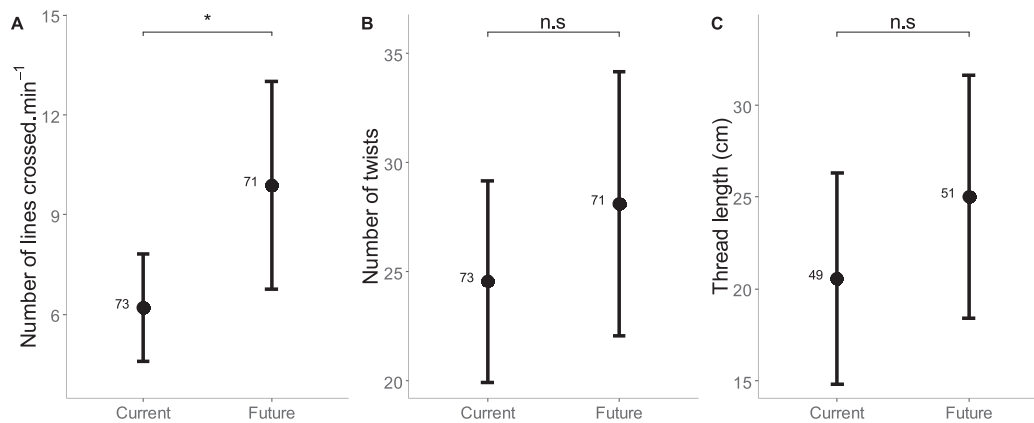 A
Number of lines crossed.min⁻¹
15
12
9
6
*
73
71
Current
Future
B
Number of twists
35
30
25
20
n.s
73
71
Current
Future
C
Thread length (cm)
30
25
20
15
n.s
49
51
Current
Future